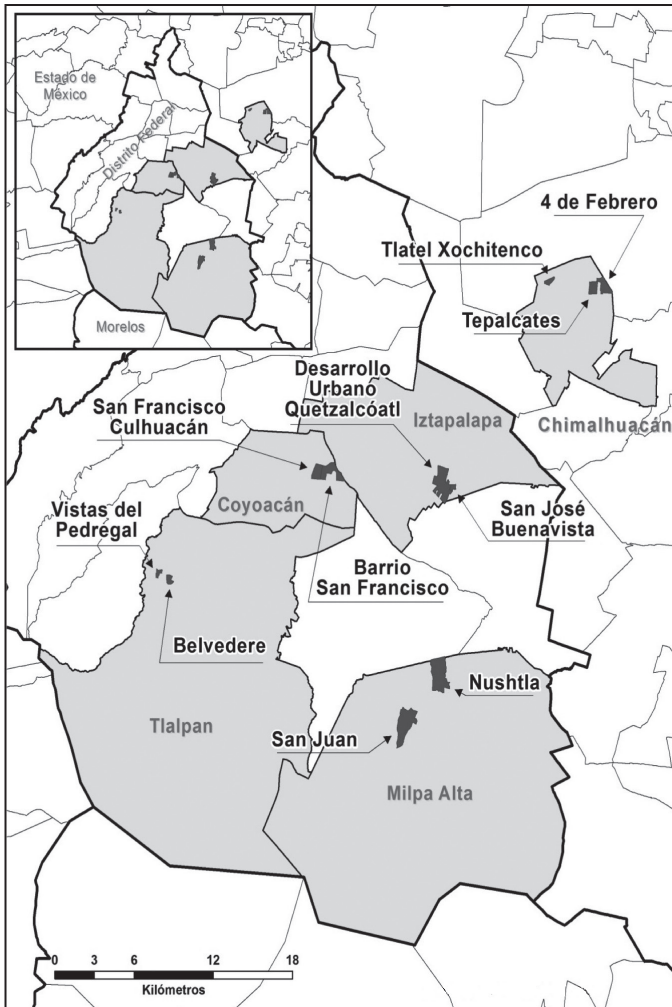 Estado de
México
Distrito Federal
Morelos
4 de Febrero
Tlatel Xochitenco
Tepalcates
Chimalhuacán
Desarrollo
Urbano
Quetzalcóatl
Iztapalapa
San Francisco
Culhuacán
Coyoacán
San José
Buenavista
Vistas del
Pedregal
Barrio
San Francisco
Belvedere
Nushtla
Tlalpan
San Juan
Milpa Alta
0 3 6 12 18
Kilómetros